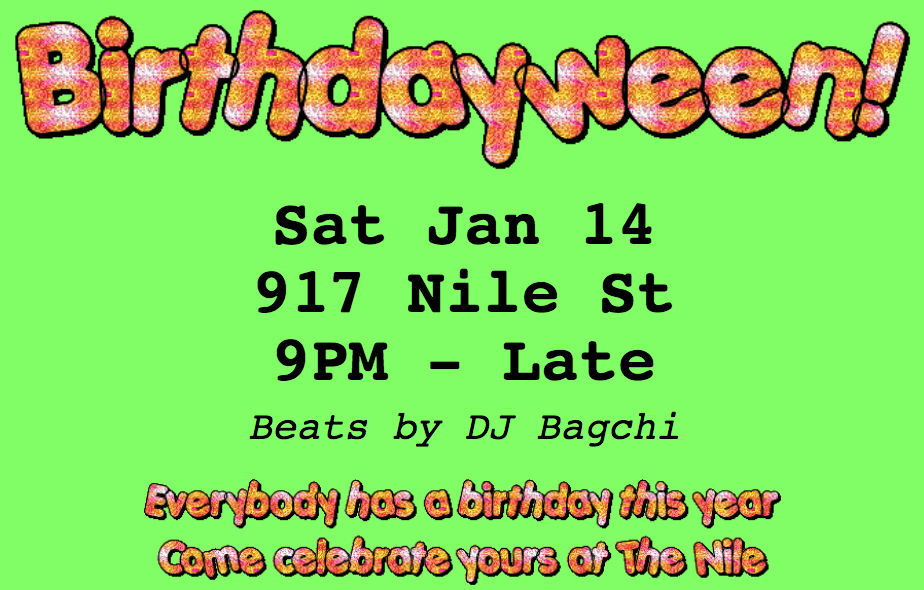 Birthdayween!
Sat Jan 14
917 Nile St
9PM – Late
Beats by DJ Bagchi
Everybody has a birthday this year
Come celebrate yours at The Nile